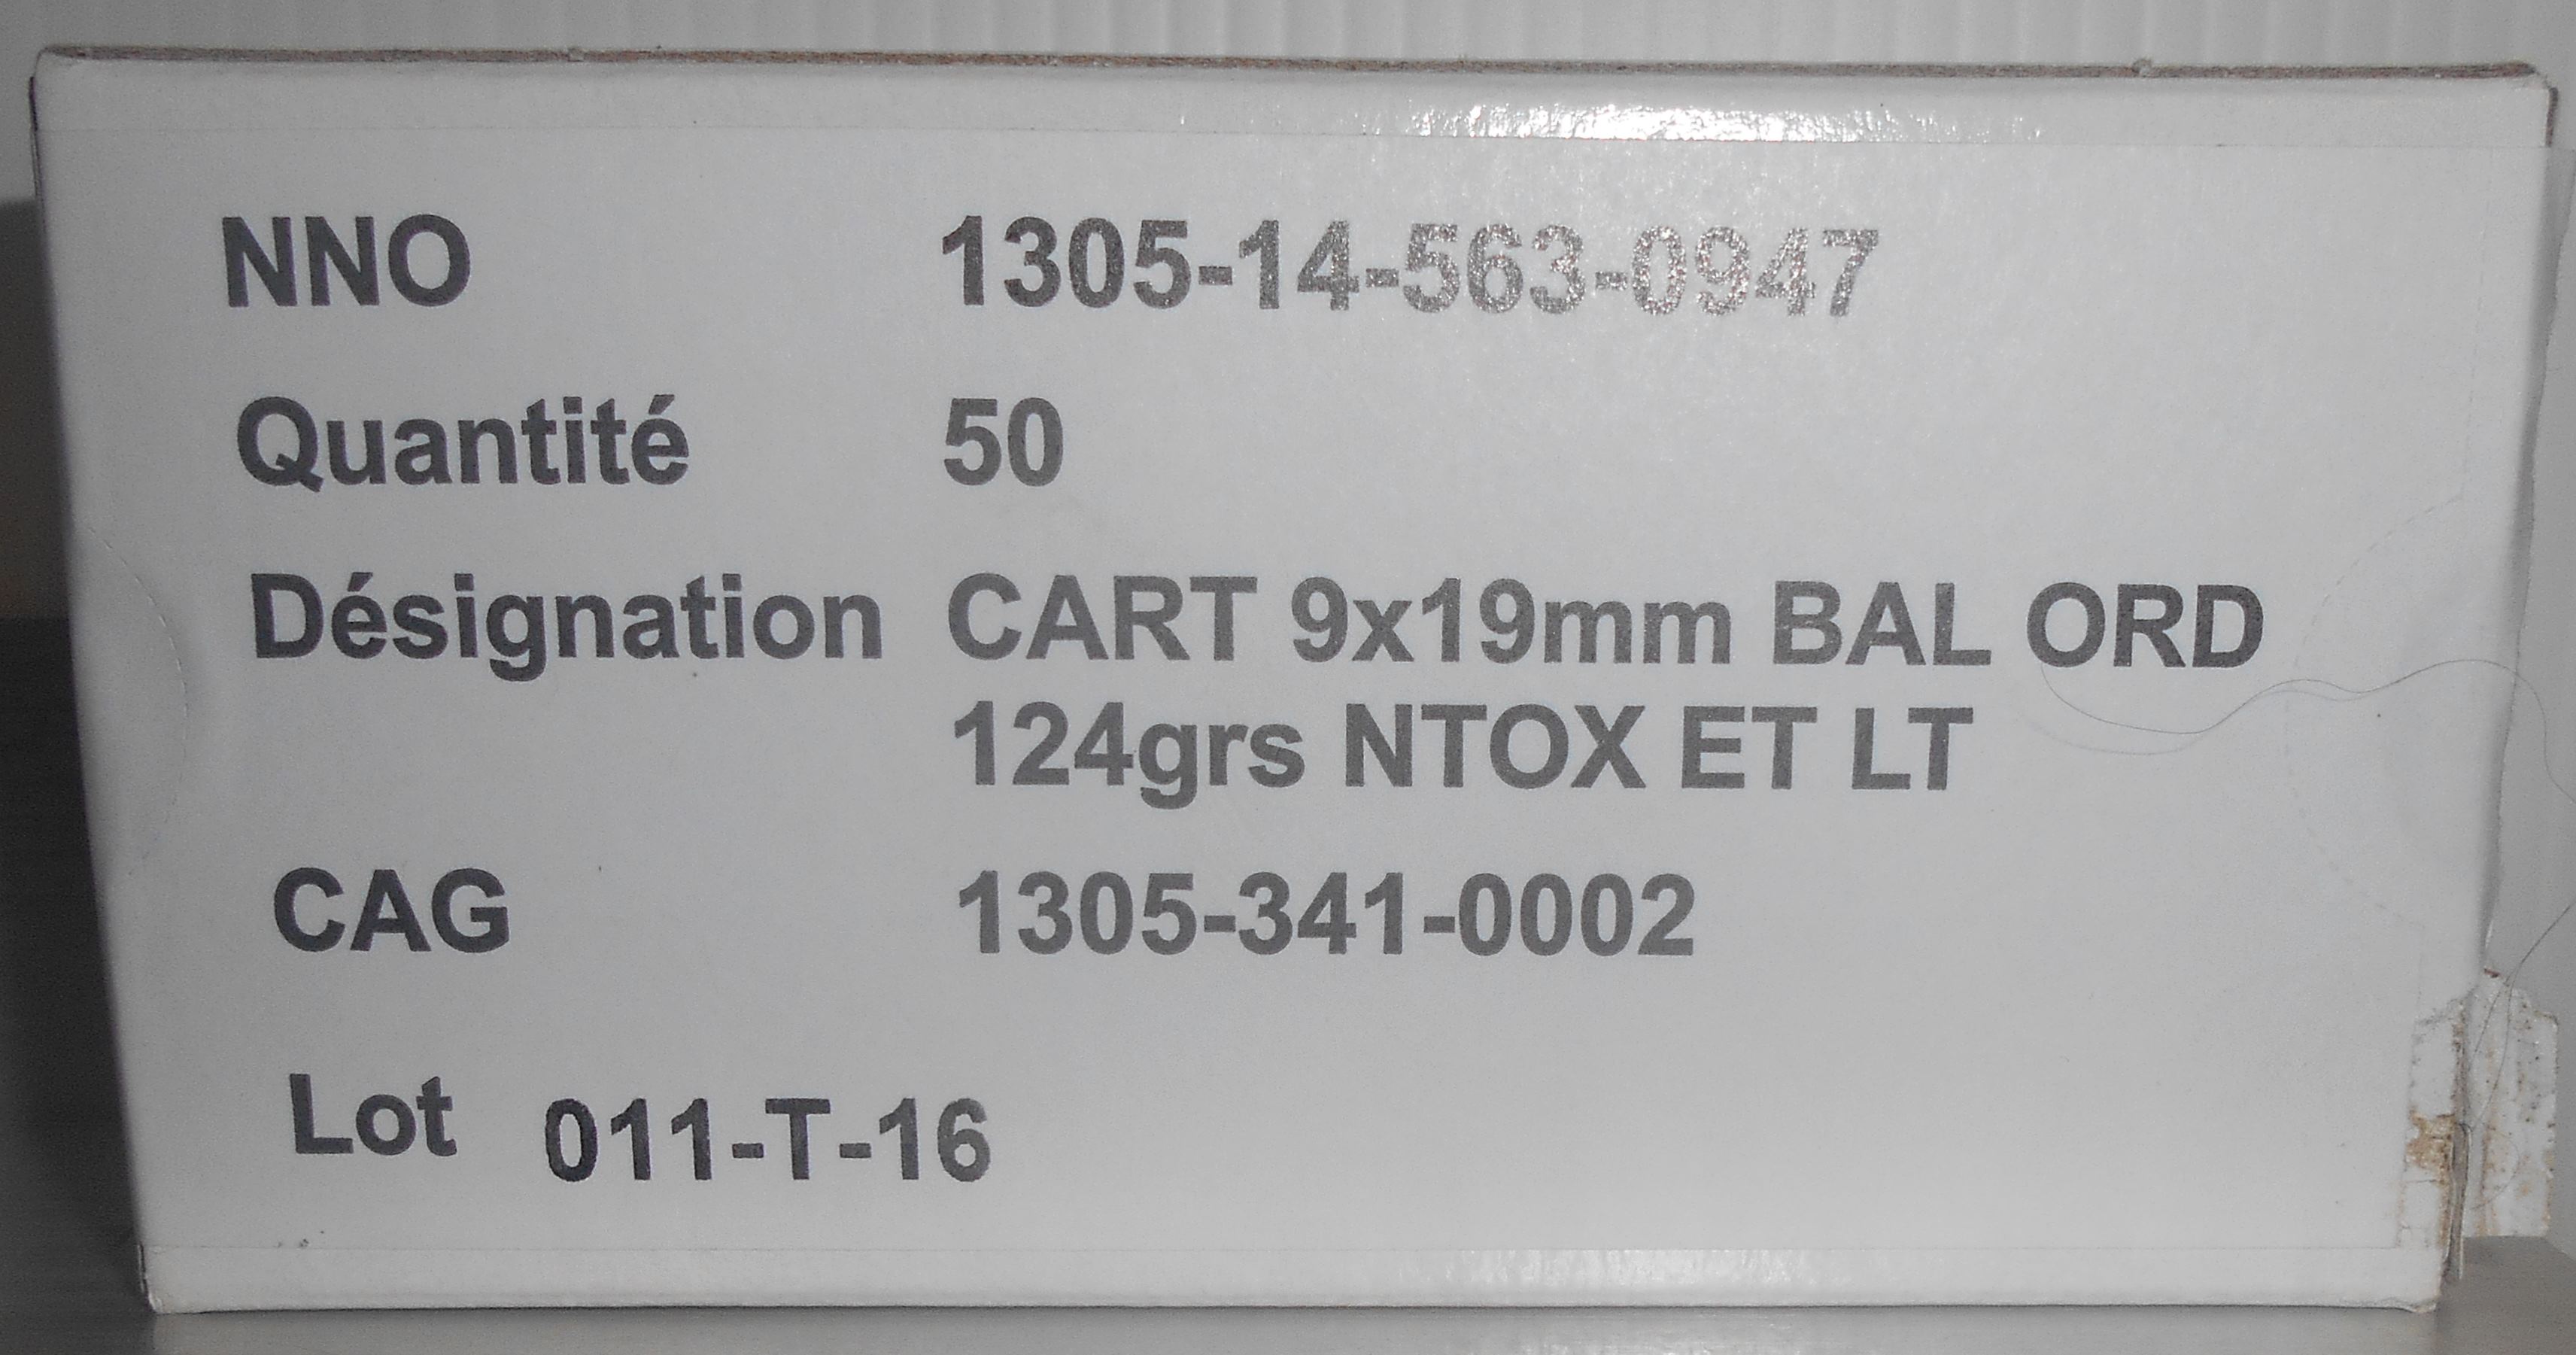 NNO 1305-14-563-0947
Quantité 50
Désignation CART 9x19mm BAL ORD
124grs NTOX ET LT
CAG 1305-341-0002
Lot 011-T-16